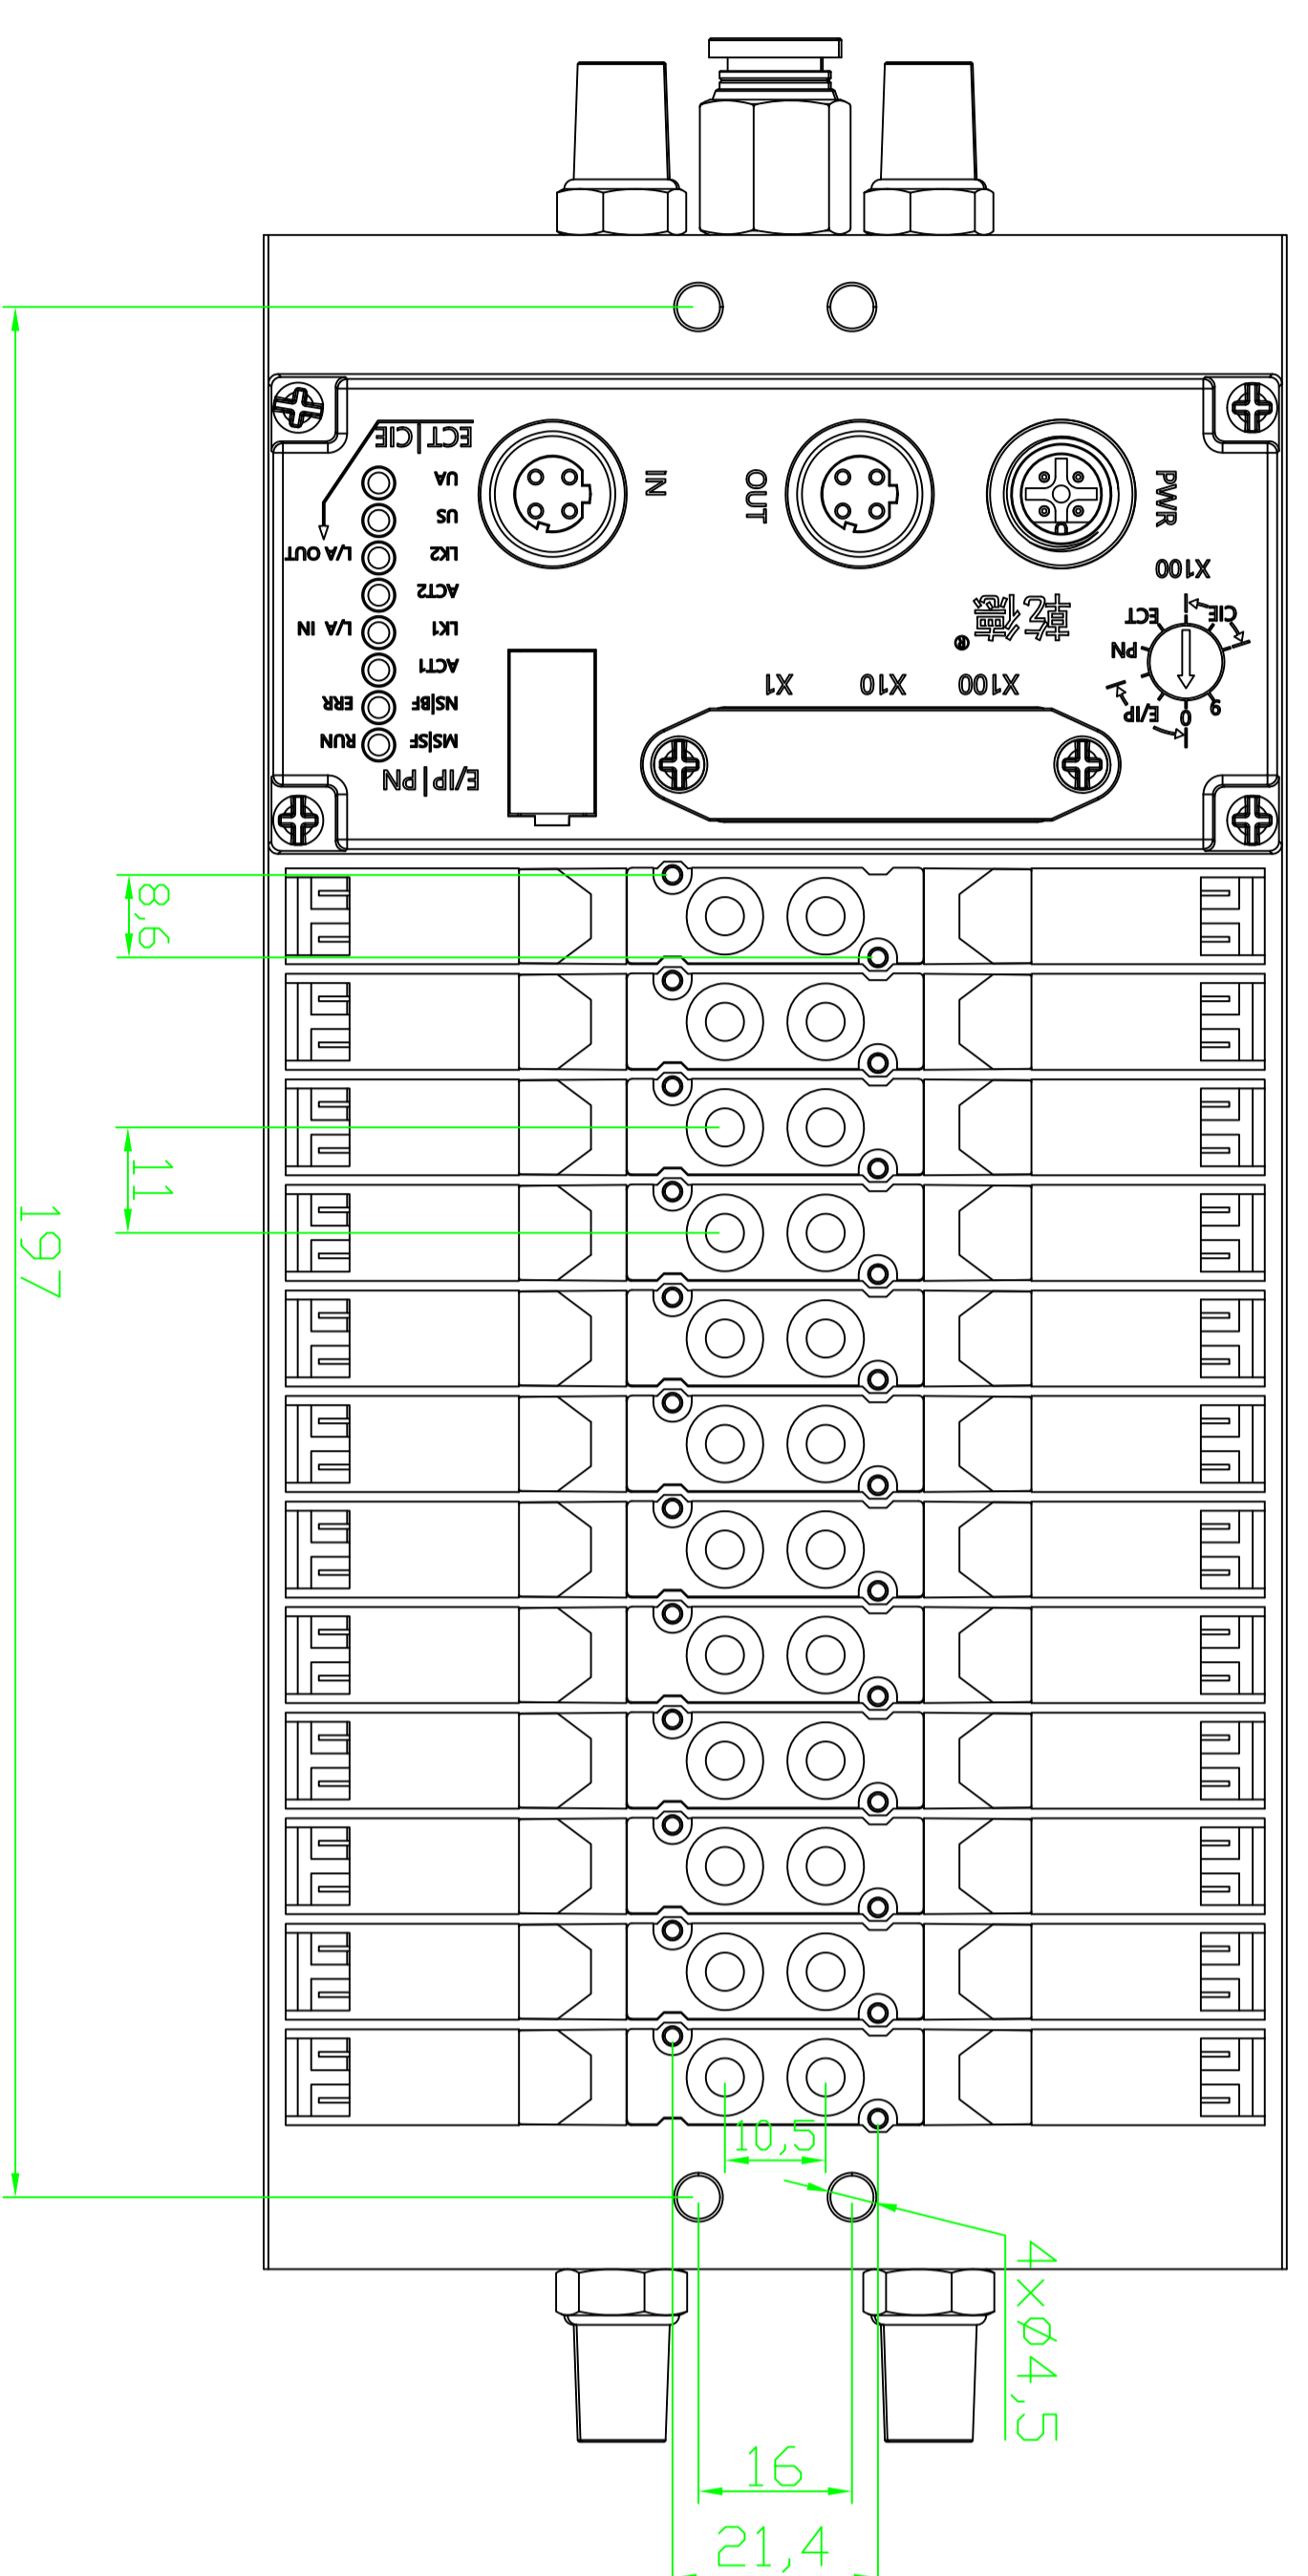 ECT|CIE
UA
US
LK2
L/A OUT
ACT2
LK1
L/A IN
ACT1
NS|BF
ERR
MS|SF
RUN
E/IP|PN
IN
OUT
PWR
X100
CIE
ECT
PN
E/IP
0
9
乾德
®
X1
X10
X100
8,6
11
197
10,5
4×Ø4,5
16
21,4